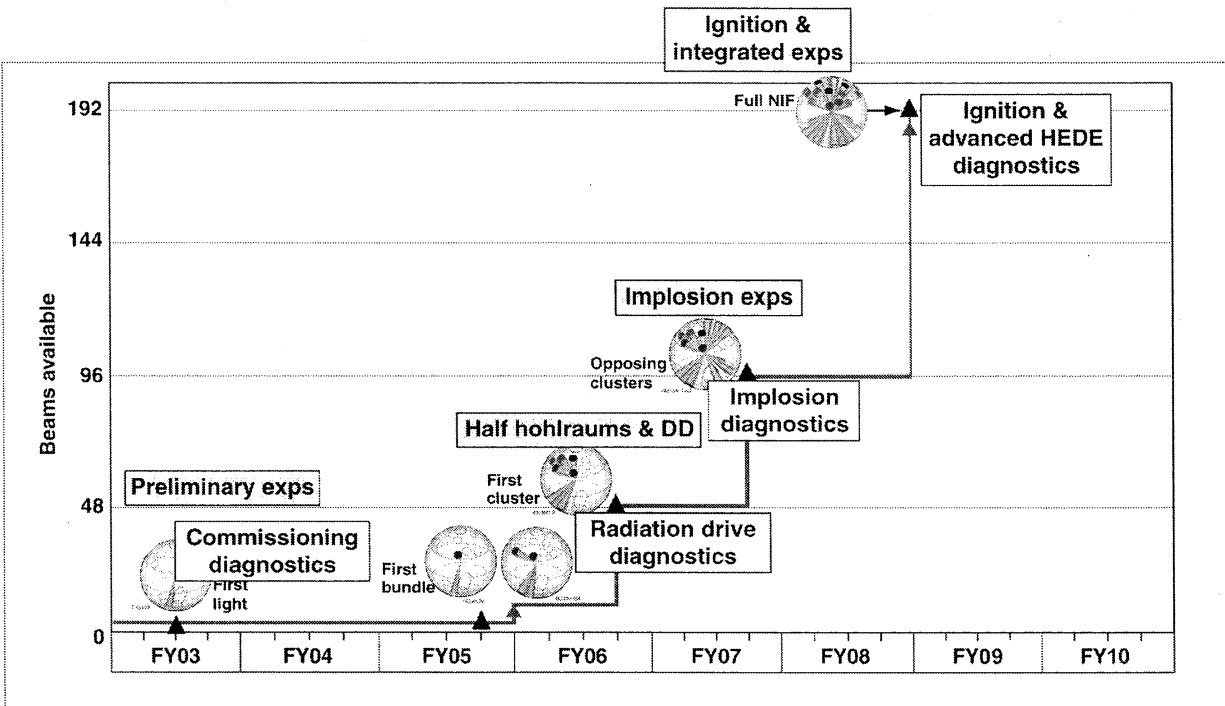 Ignition &
integrated exps
Full NIF
Ignition &
advanced HEDE
diagnostics
192
144
96
48
0
Beams available
Implosion exps
Opposing
clusters
Implosion
diagnostics
Half hohlraums & DD
First
cluster
Radiation drive
diagnostics
Preliminary exps
Commissioning
diagnostics
First
light
First
bundle
FY03 FY04 FY05 FY06 FY07 FY08 FY09 FY10